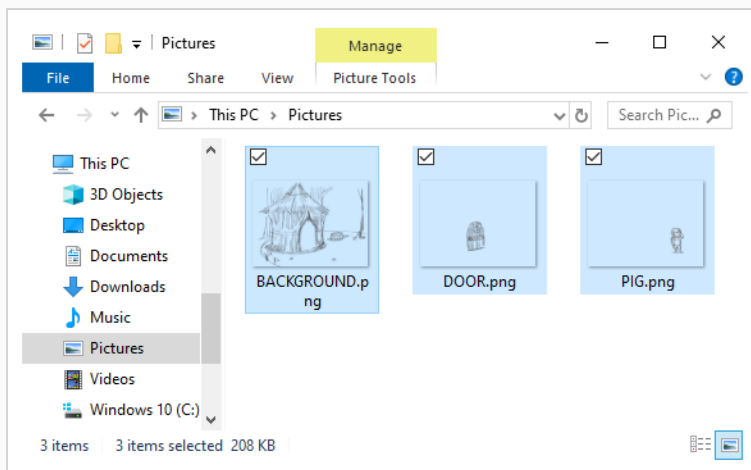 Pictures
Manage
File
Home
Share
View
Picture Tools
This PC
Pictures
Search Pic...
This PC
3D Objects
Desktop
Documents
Downloads
Music
Pictures
Videos
Windows 10 (C:)
BACKGROUND.p
ng
DOOR.png
PIG.png
3 items
3 items selected
208 KB